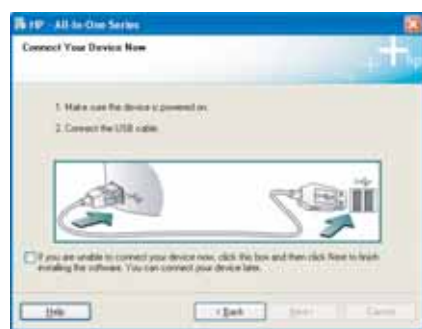 HP - All-In-One Series
Connect Your Device Now
1. Make sure the device is powered on.
2. Connect the USB cable.
If you are unable to connect your device now, click this box and then click Next to finish
installing the software. You can connect your device later.
Help
< Back
Next >
Cancel